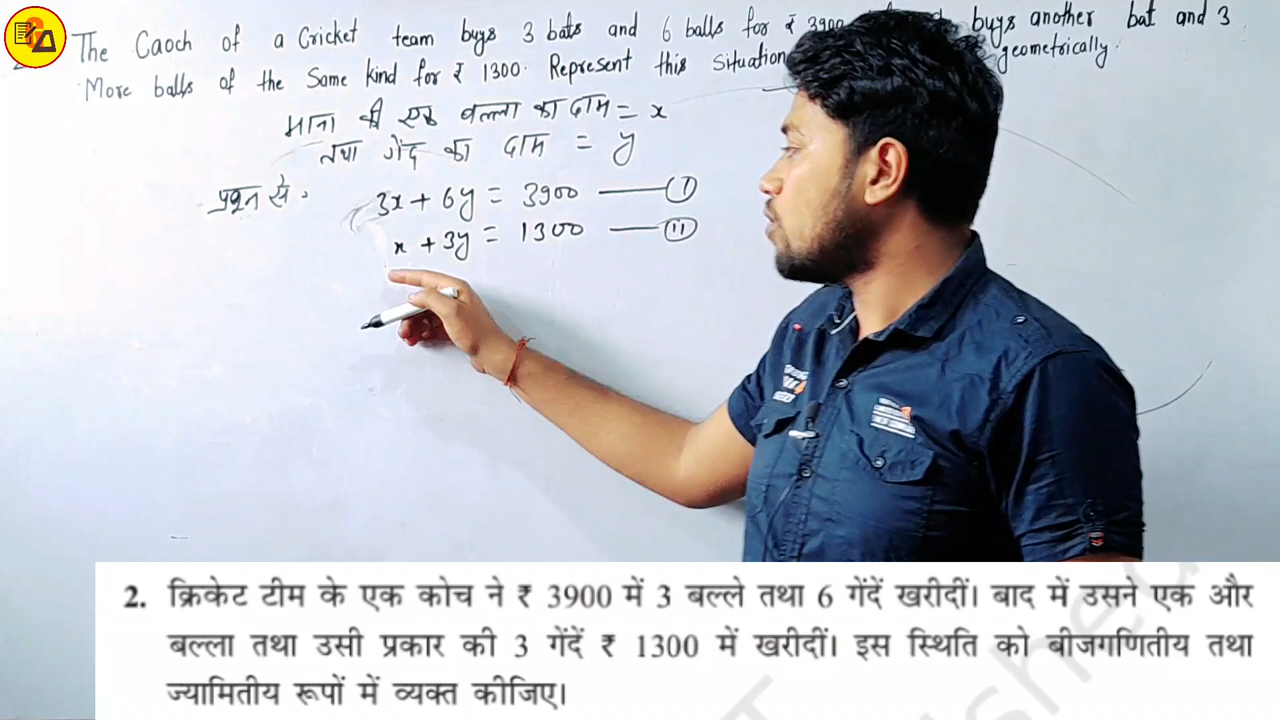 The Caoch of a Cricket team buys 3 bats and 6 balls for ₹ 3900 buys another bat and 3
More balls of the Same kind for ₹ 1300. Represent this situation geometrically.
माना की एक बल्ला का दाम = x
तथा गेंद का दाम = y
प्रश्न से,
3x + 6y = 3900 —— (I)
x + 3y = 1300 —— (II)
2. क्रिकेट टीम के एक कोच ने ₹ 3900 में 3 बल्ले तथा 6 गेंदें खरीदीं। बाद में उसने एक और
बल्ला तथा उसी प्रकार की 3 गेंदें ₹ 1300 में खरीदीं। इस स्थिति को बीजगणितीय तथा
ज्यामितीय रूपों में व्यक्त कीजिए।